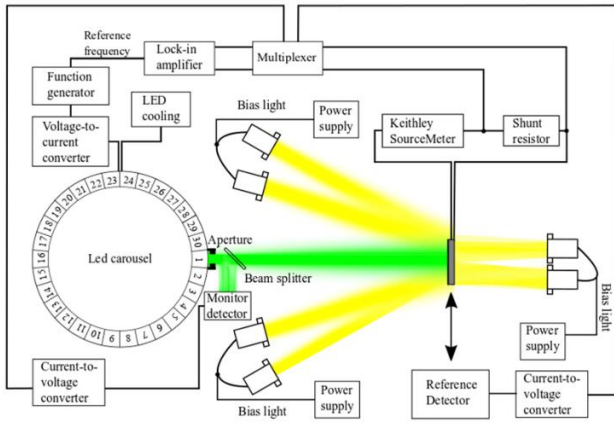 Reference
frequency
Lock-in
amplifier
Multiplexer
Function
generator
LED
cooling
Voltage-to-
current
converter
Bias light
Power
supply
Keithley
SourceMeter
Shunt
resistor
Led carousel
1
2
3
4
5
6
7
8
9
10
11
12
13
14
15
16
17
18
19
20
21
22
23
24
25
26
27
28
29
30
Aperture
Beam splitter
Monitor
detector
Bias light
Power
supply
Current-to-
voltage
converter
Bias light
Power
supply
Reference
Detector
Current-to-
voltage
converter